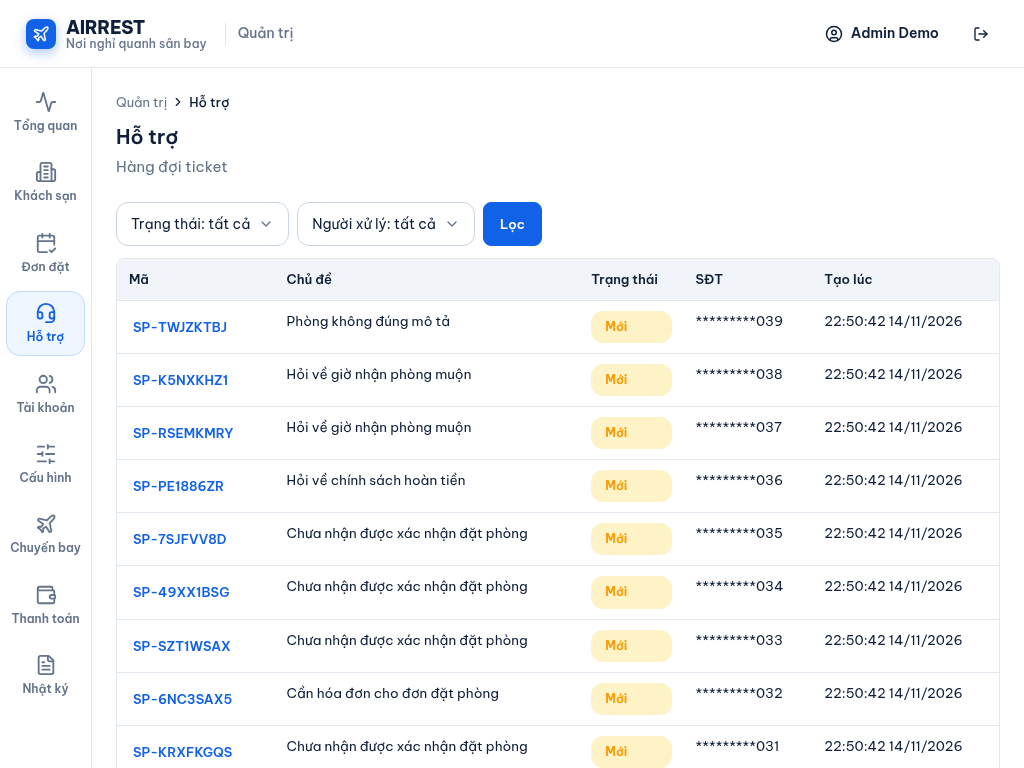 AIRREST
Nơi nghỉ quanh sân bay
Quản trị
Admin Demo
Tổng quan
Khách sạn
Đơn đặt
Hỗ trợ
Tài khoản
Cấu hình
Chuyến bay
Thanh toán
Nhật ký
Quản trị > Hỗ trợ
Hỗ trợ
Hàng đợi ticket
Trạng thái: tất cả
Người xử lý: tất cả
Lọc
Mã Chủ đề Trạng thái SĐT Tạo lúc
SP-TWJZKTBJ Phòng không đúng mô tả Mới *********039 22:50:42 14/11/2026
SP-K5NXKHZ1 Hỏi về giờ nhận phòng muộn Mới *********038 22:50:42 14/11/2026
SP-RSEMKMRY Hỏi về giờ nhận phòng muộn Mới *********037 22:50:42 14/11/2026
SP-PE1886ZR Hỏi về chính sách hoàn tiền Mới *********036 22:50:42 14/11/2026
SP-7SJFVV8D Chưa nhận được xác nhận đặt phòng Mới *********035 22:50:42 14/11/2026
SP-49XX1BSG Chưa nhận được xác nhận đặt phòng Mới *********034 22:50:42 14/11/2026
SP-SZT1WSAX Chưa nhận được xác nhận đặt phòng Mới *********033 22:50:42 14/11/2026
SP-6NC3SAX5 Cần hóa đơn cho đơn đặt phòng Mới *********032 22:50:42 14/11/2026
SP-KRXFKGQS Chưa nhận được xác nhận đặt phòng Mới *********031 22:50:42 14/11/2026